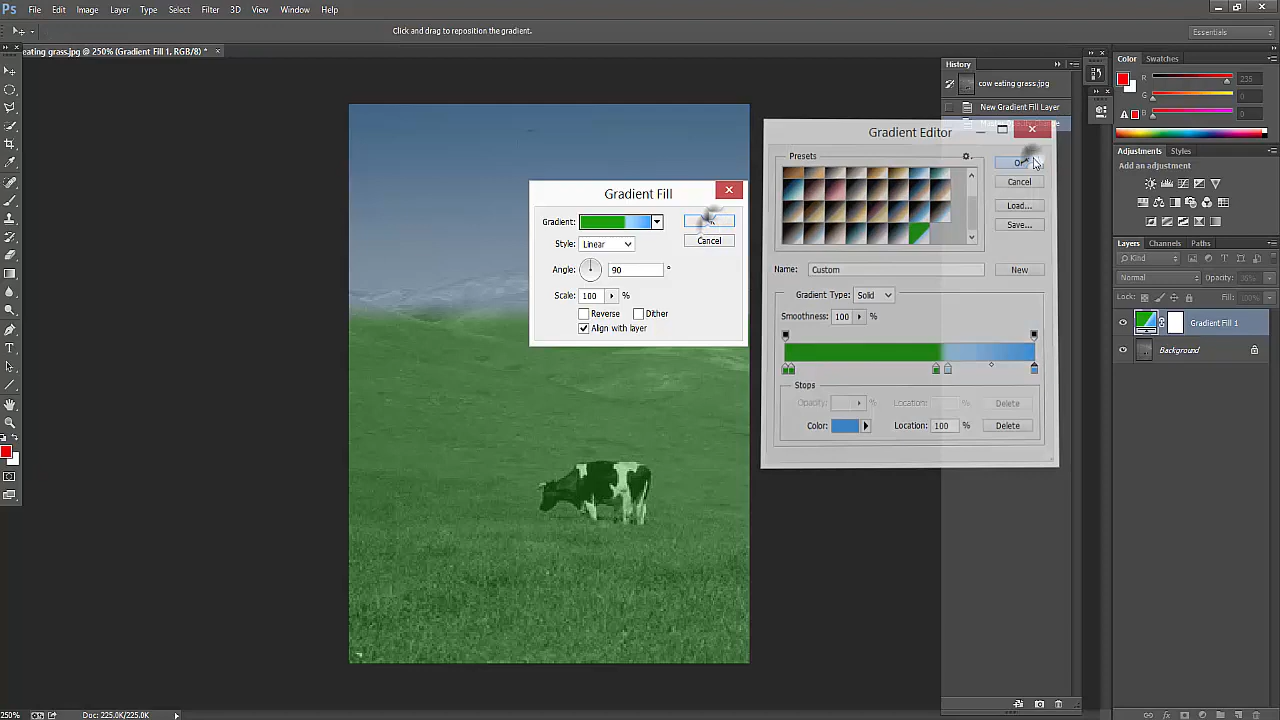 Ps File Edit Image Layer Type Select Filter 3D View Window Help
Click and drag to reposition the gradient.
Essentials
eating grass.jpg @ 250% (Gradient Fill 1, RGB/8) *
History
cow eating grass.jpg
New Gradient Fill Layer
Color Swatches
R 235
G 0
B 0
Adjustments Styles
Add an adjustment
Layers Channels Paths
Kind
Normal Opacity: 36%
Lock: Fill: 100%
Gradient Fill 1
Background
Gradient Fill
Gradient:
Cancel
Style: Linear
Angle: 90 °
Scale: 100 %
Reverse Dither
Align with layer
Gradient Editor
Presets
Cancel
Load...
Save...
Name: Custom New
Gradient Type: Solid
Smoothness: 100 %
Stops
Opacity: % Location: % Delete
Color: Location: 100 % Delete
250% Doc: 225.0K/225.0K